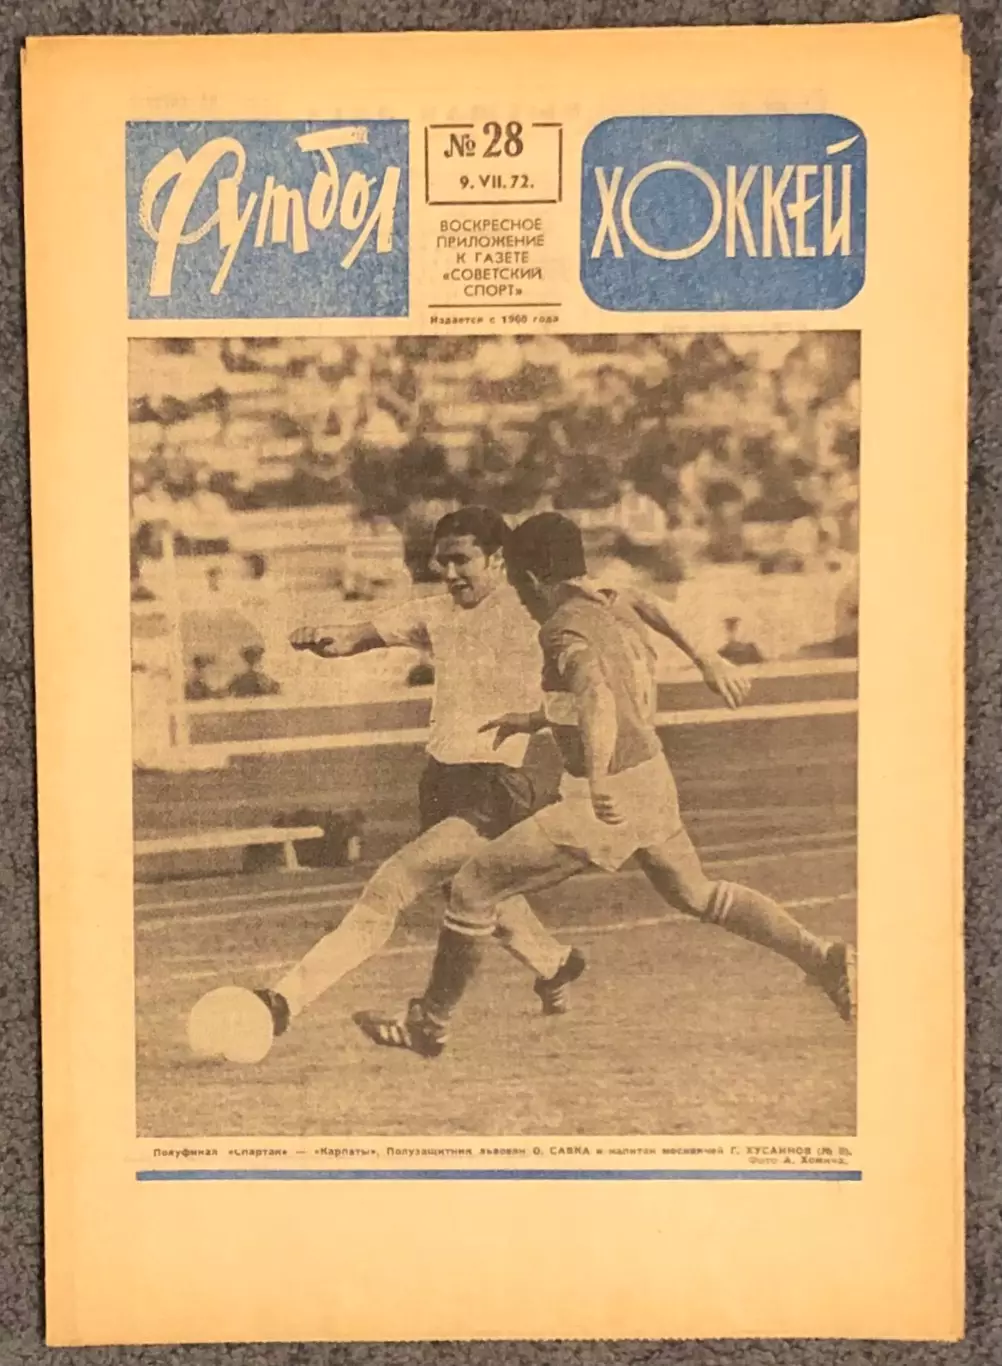 Футбол
№ 28
9. VII. 72.
ХОККЕЙ
ВОСКРЕСНОЕ
ПРИЛОЖЕНИЕ
К ГАЗЕТЕ
«СОВЕТСКИЙ
СПОРТ»
Издается с 1960 года
Полуфинал «Спартак» — «Карпаты». Полузащитник львовян О. САВКА и капитан москвичей Г. ХУСАИНОВ (№ 8).
Фото А. Хомича.